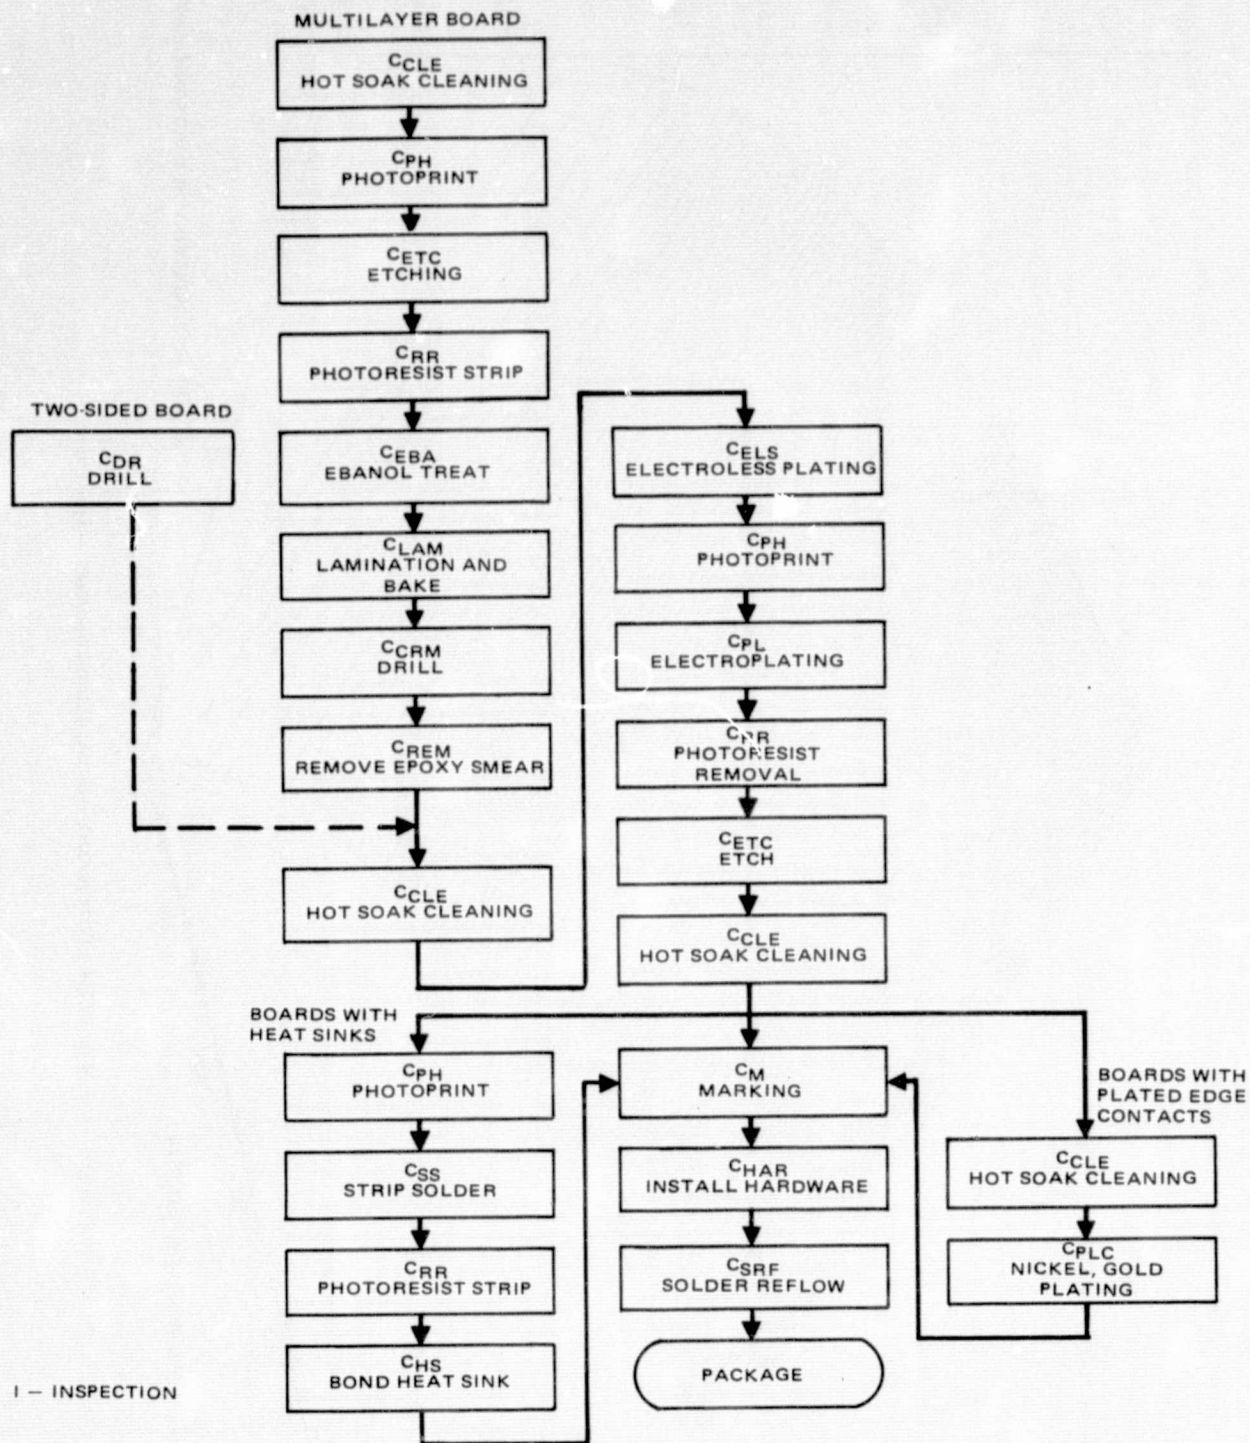 MULTILAYER BOARD
CCLE
HOT SOAK CLEANING
CPH
PHOTOPRINT
CETC
ETCHING
CRR
PHOTORESIST STRIP
CEBA
EBANOL TREAT
CLAM
LAMINATION AND
BAKE
CCRM
DRILL
CREM
REMOVE EPOXY SMEAR
TWO-SIDED BOARD
CDR
DRILL
CCLE
HOT SOAK CLEANING
CELS
ELECTROLESS PLATING
CPH
PHOTOPRINT
CPL
ELECTROPLATING
CRR
PHOTORESIST
REMOVAL
CETC
ETCH
CCLE
HOT SOAK CLEANING
BOARDS WITH
HEAT SINKS
CPH
PHOTOPRINT
CSS
STRIP SOLDER
CRR
PHOTORESIST STRIP
CHS
BOND HEAT SINK
CM
MARKING
CHAR
INSTALL HARDWARE
CSRF
SOLDER REFLOW
PACKAGE
BOARDS WITH
PLATED EDGE
CONTACTS
CCLE
HOT SOAK CLEANING
CPLC
NICKEL, GOLD
PLATING
I – INSPECTION